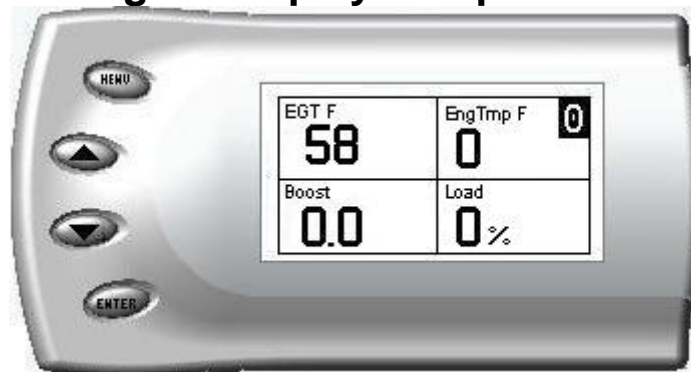 MENU
EGT F
58
EngTmp F
0
0
Boost
0.0
Load
0%
ENTER